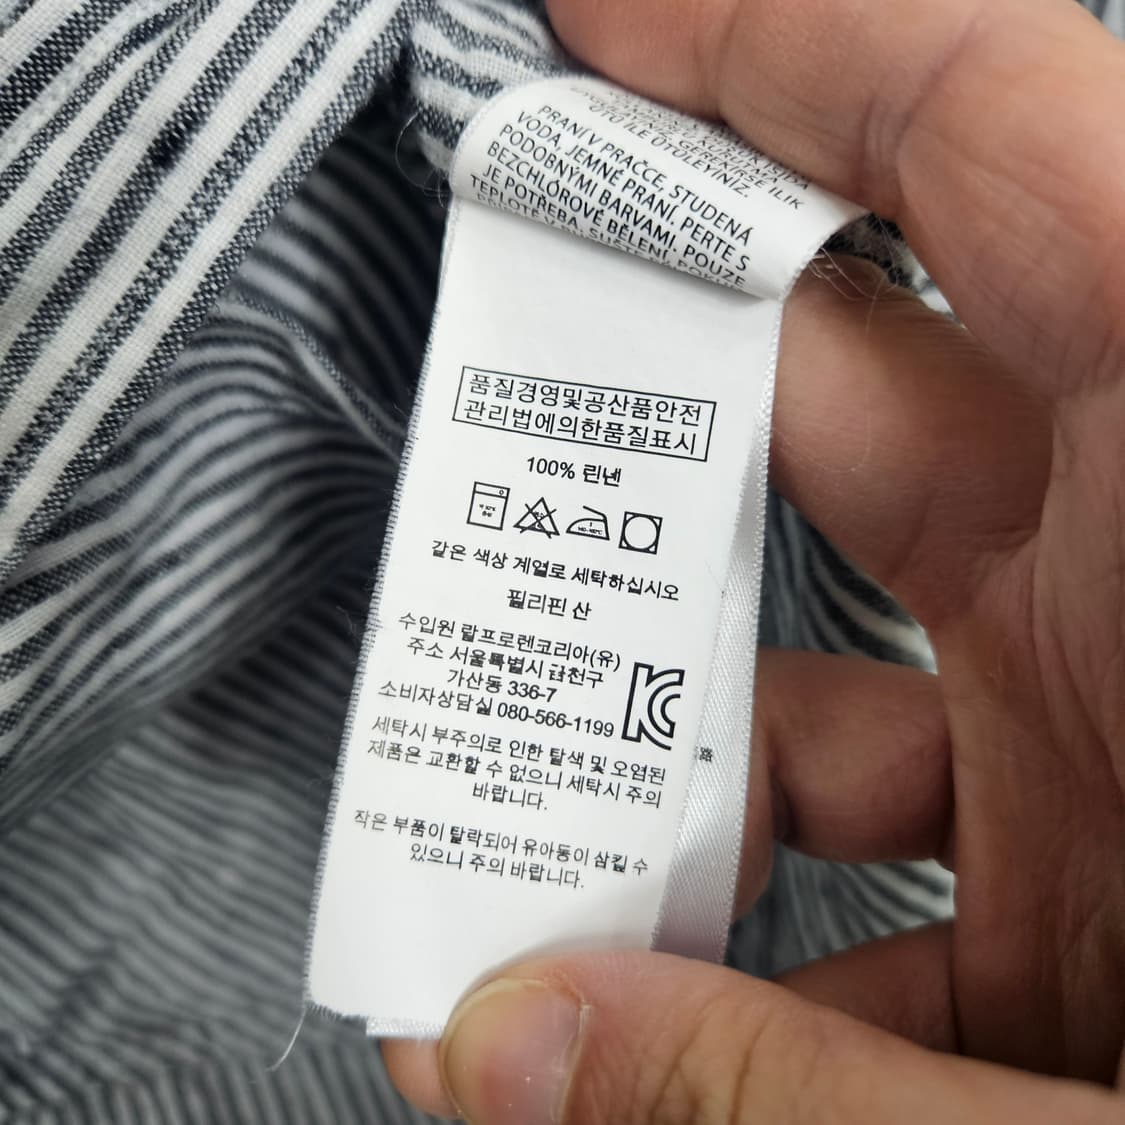 ÜTÜ İLE ÜTÜLEYİNİZ.
PRANÍ V PRAČCE, STUDENÁ
VODA, JEMNÉ PRANÍ, PERTE S
PODOBNÝMI BARVAMI, POUZE
BEZCHLÓROVÉ BĚLENÍ, POKUD
JE POTŘEBA,
품질경영및공산품안전
관리법에의한품질표시
100% 린넨
같은 색상 계열로 세탁하십시오
필리핀 산
수입원 랄프로렌코리아(유)
주소 서울특별시 금천구
가산동 336-7
소비자상담실 080-566-1199
세탁시 부주의로 인한 탈색 및 오염된
제품은 교환할 수 없으니 세탁시 주의
바랍니다.
작은 부품이 탈락되어 유아동이 삼킬 수
있으니 주의 바랍니다.